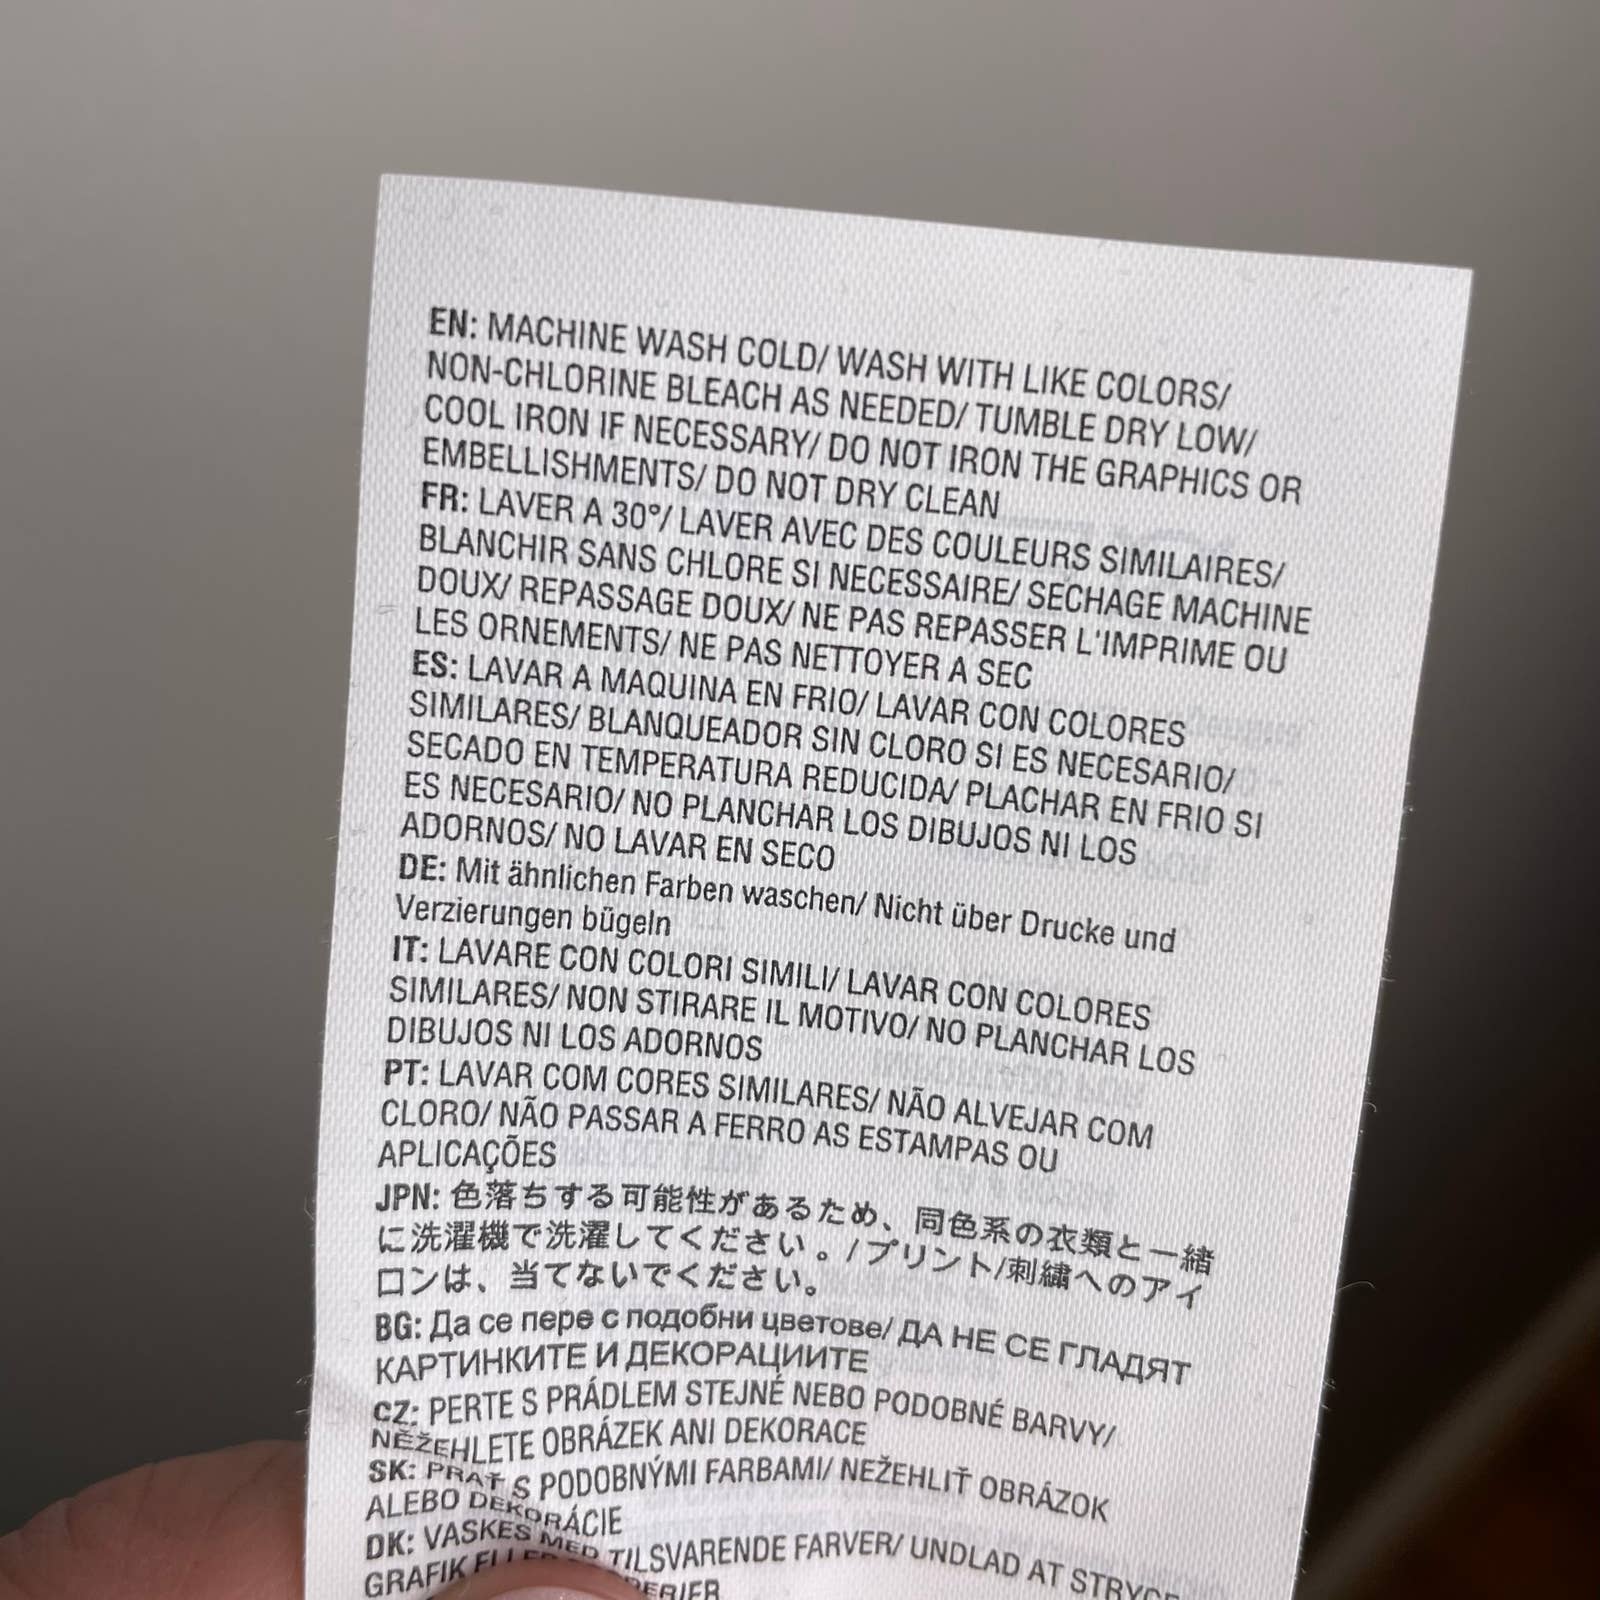 EN: MACHINE WASH COLD/ WASH WITH LIKE COLORS/
NON-CHLORINE BLEACH AS NEEDED/ TUMBLE DRY LOW/
COOL IRON IF NECESSARY/ DO NOT IRON THE GRAPHICS OR
EMBELLISHMENTS/ DO NOT DRY CLEAN
FR: LAVER A 30°/ LAVER AVEC DES COULEURS SIMILAIRES/
BLANCHIR SANS CHLORE SI NECESSAIRE/ SECHAGE MACHINE
DOUX/ REPASSAGE DOUX/ NE PAS REPASSER L'IMPRIME OU
LES ORNEMENTS/ NE PAS NETTOYER A SEC
ES: LAVAR A MAQUINA EN FRIO/ LAVAR CON COLORES
SIMILARES/ BLANQUEADOR SIN CLORO SI ES NECESARIO/
SECADO EN TEMPERATURA REDUCIDA/ PLACHAR EN FRIO SI
ES NECESARIO/ NO PLANCHAR LOS DIBUJOS NI LOS
ADORNOS/ NO LAVAR EN SECO
DE: Mit ähnlichen Farben waschen/ Nicht über Drucke und
Verzierungen bügeln
IT: LAVARE CON COLORI SIMILI/ LAVAR CON COLORES
SIMILARES/ NON STIRARE IL MOTIVO/ NO PLANCHAR LOS
DIBUJOS NI LOS ADORNOS
PT: LAVAR COM CORES SIMILARES/ NÃO ALVEJAR COM
CLORO/ NÃO PASSAR A FERRO AS ESTAMPAS OU
APLICAÇÕES
JPN: 色落ちする可能性があるため、同色系の衣類と一緒
に洗濯機で洗濯してください。/プリント/刺繍へのアイ
ロンは、当てないでください。
BG: Да се пере с подобни цветове/ ДА НЕ СЕ ГЛАДЯТ
КАРТИНКИТЕ И ДЕКОРАЦИИТЕ
CZ: PERTE S PRÁDLEM STEJNÉ NEBO PODOBNÉ BARVY/
NĚŽEHLETE OBRÁZEK ANI DEKORACE
SK: PRAŤ S PODOBNÝMI FARBAMI/ NEŽEHLIŤ OBRÁZOK
ALEBO DEKORÁCIE
DK: VASKES MED TILSVARENDE FARVER/ UNDLAD AT STRYGE
GRAFIK